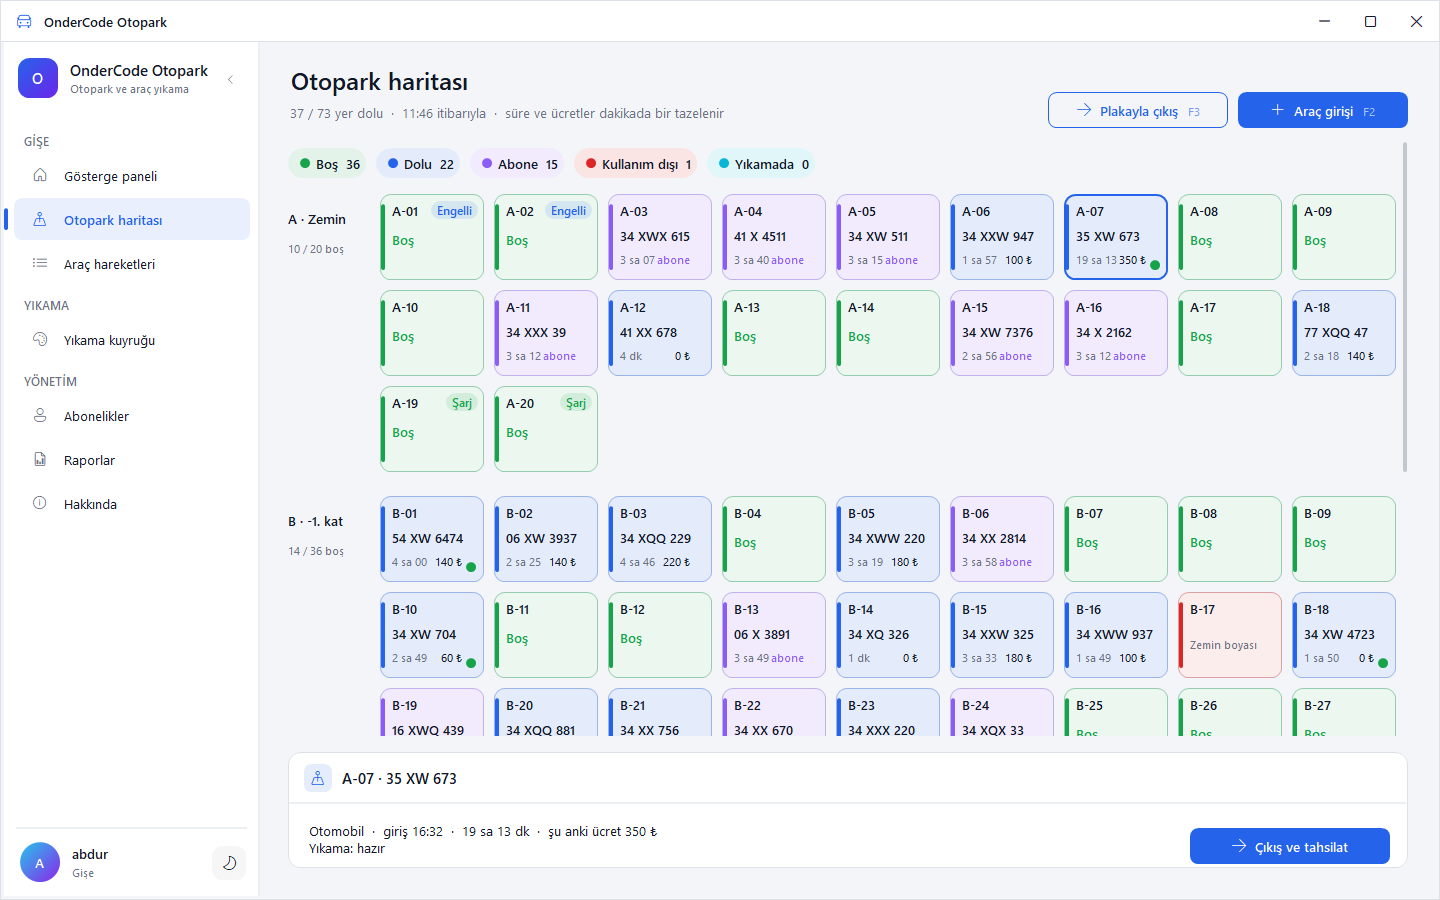 OnderCode Otopark
O
OnderCode Otopark
Otopark ve araç yıkama
GİŞE
Gösterge paneli
Otopark haritası
Araç hareketleri
YIKAMA
Yıkama kuyruğu
YÖNETİM
Abonelikler
Raporlar
Hakkında
A
abdur
Gişe
Otopark haritası
37 / 73 yer dolu · 11:46 itibarıyla · süre ve ücretler dakikada bir tazelenir
Plakayla çıkış F3
Araç girişi F2
Boş 36 Dolu 22 Abone 15 Kullanım dışı 1 Yıkamada 0
A · Zemin
10 / 20 boş
A-01 Engelli
Boş
A-02 Engelli
Boş
A-03
34 XWX 615
3 sa 07 abone
A-04
41 X 4511
3 sa 40 abone
A-05
34 XW 511
3 sa 15 abone
A-06
34 XXW 947
1 sa 57 100 ₺
A-07
35 XW 673
19 sa 13 350 ₺
A-08
Boş
A-09
Boş
A-10
Boş
A-11
34 XXX 39
3 sa 12 abone
A-12
41 XX 678
4 dk 0 ₺
A-13
Boş
A-14
Boş
A-15
34 XW 7376
2 sa 56 abone
A-16
34 X 2162
3 sa 12 abone
A-17
Boş
A-18
77 XQQ 47
2 sa 18 140 ₺
A-19 Şarj
Boş
A-20 Şarj
Boş
B · -1. kat
14 / 36 boş
B-01
54 XW 6474
4 sa 00 140 ₺
B-02
06 XW 3937
2 sa 25 140 ₺
B-03
34 XQQ 229
4 sa 46 220 ₺
B-04
Boş
B-05
34 XWW 220
3 sa 19 180 ₺
B-06
34 XX 2814
3 sa 58 abone
B-07
Boş
B-08
Boş
B-09
Boş
B-10
34 XW 704
2 sa 49 60 ₺
B-11
Boş
B-12
Boş
B-13
06 X 3891
3 sa 49 abone
B-14
34 XQ 326
1 dk 0 ₺
B-15
34 XXW 325
3 sa 33 180 ₺
B-16
34 XWW 937
1 sa 49 100 ₺
B-17
Zemin boyası
B-18
34 XW 4723
1 sa 50 0 ₺
B-19
16 XWQ 439
B-20
34 XQQ 881
B-21
34 XX 756
B-22
34 XX 670
B-23
34 XXX 220
B-24
34 XQX 33
B-25
Boş
B-26
Boş
B-27
Boş
A-07 · 35 XW 673
Otomobil · giriş 16:32 · 19 sa 13 dk · şu anki ücret 350 ₺
Yıkama: hazır
Çıkış ve tahsilat